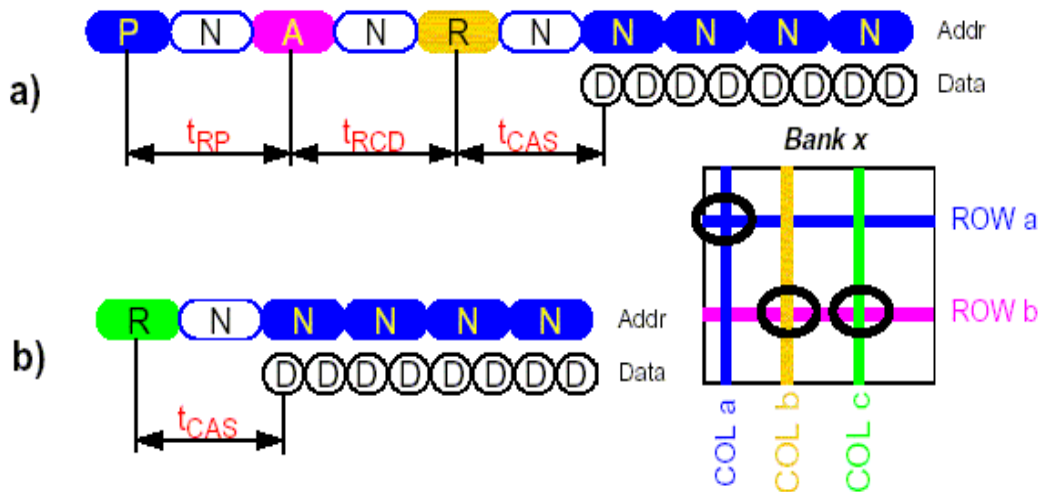 P N A N R N N N N N Addr
a) D D D D D D D D Data
tRP tRCD tCAS
Bank x
ROW a
R N N N N N Addr
ROW b
b) D D D D D D D D Data
tCAS
COL a COL b COL c